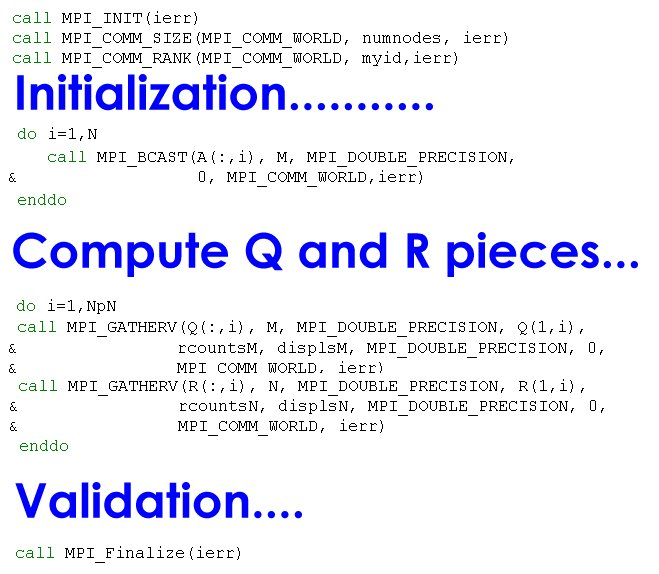 call MPI_INIT(ierr)
call MPI_COMM_SIZE(MPI_COMM_WORLD, numnodes, ierr)
call MPI_COMM_RANK(MPI_COMM_WORLD, myid,ierr)
Initialization...........
do i=1,N
call MPI_BCAST(A(:,i), M, MPI_DOUBLE_PRECISION,
& 0, MPI_COMM_WORLD,ierr)
enddo
Compute Q and R pieces...
do i=1,NpN
call MPI_GATHERV(Q(:,i), M, MPI_DOUBLE_PRECISION, Q(1,i),
& rcountsM, displsM, MPI_DOUBLE_PRECISION, 0,
& MPI_COMM_WORLD, ierr)
call MPI_GATHERV(R(:,i), N, MPI_DOUBLE_PRECISION, R(1,i),
& rcountsN, displsN, MPI_DOUBLE_PRECISION, 0,
& MPI_COMM_WORLD, ierr)
enddo
Validation....
call MPI_Finalize(ierr)